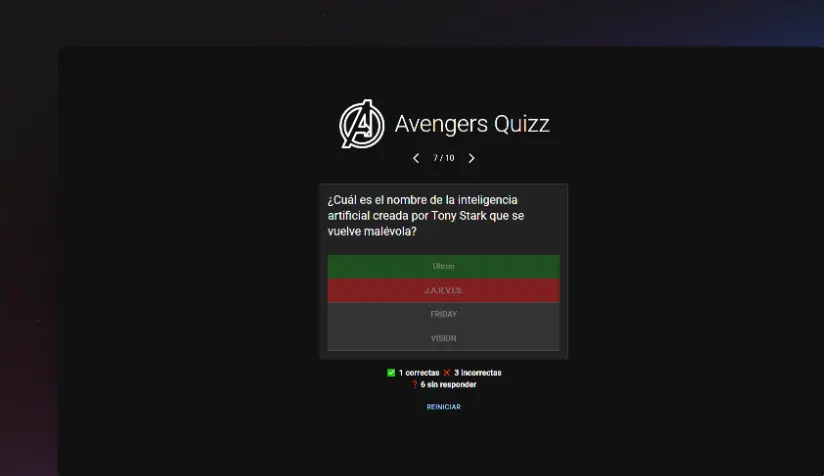 Avengers Quizz
7 / 10
¿Cuál es el nombre de la inteligencia
artificial creada por Tony Stark que se
vuelve malévola?
Ultron
J.A.R.V.I.S.
FRIDAY
VISION
✅ 1 correctas ❌ 3 incorrectas
❓ 6 sin responder
REINICIAR